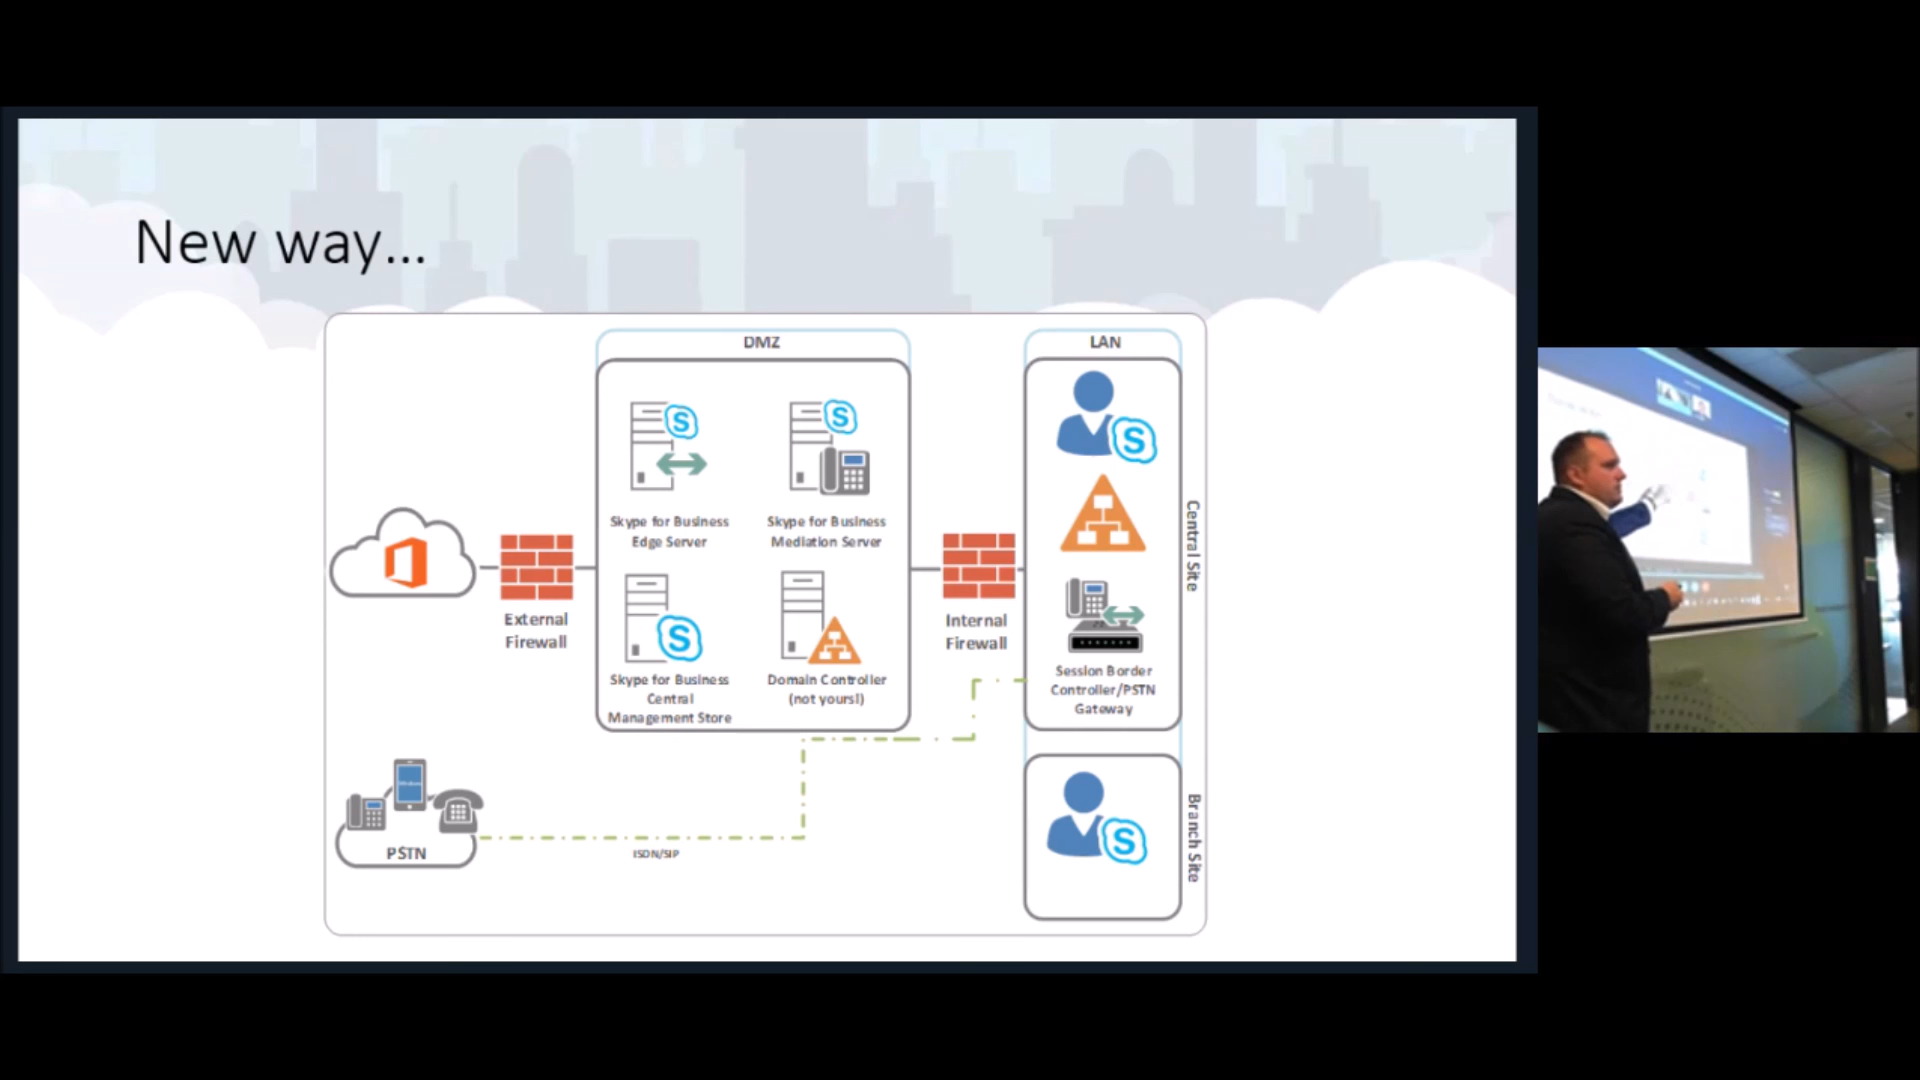 New way...
DMZ
LAN
Skype for Business
Edge Server
Skype for Business
Mediation Server
External
Firewall
Skype for Business
Central
Management Store
Domain Controller
(not yours!)
Internal
Firewall
Session Border
Controller/PSTN
Gateway
Central Site
PSTN
ISDN/SIP
Branch Site